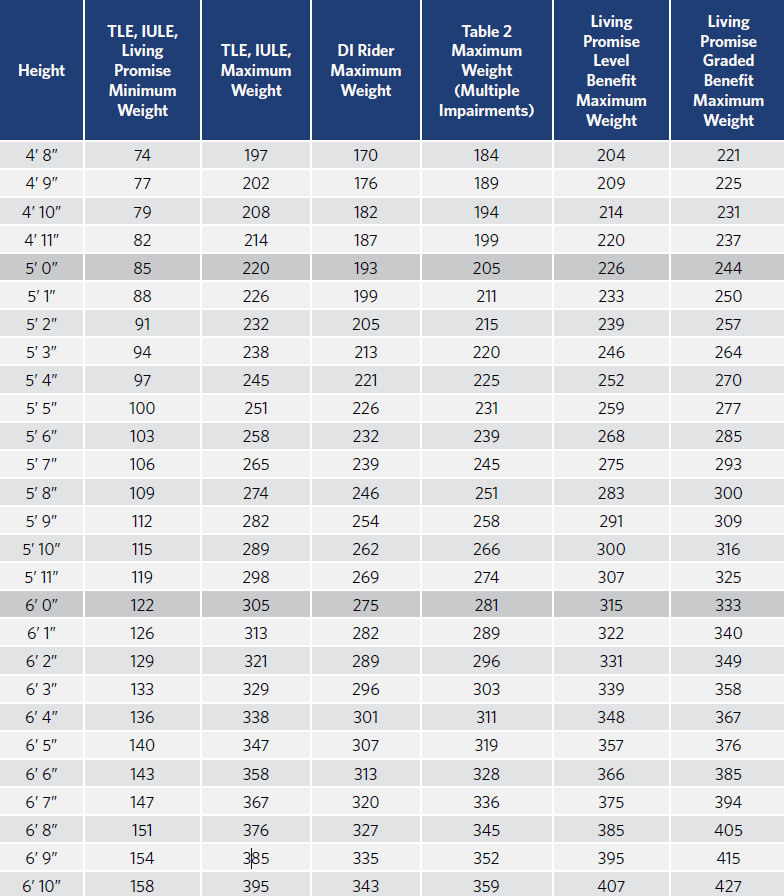 Height | TLE, IULE, Living Promise Minimum Weight | TLE, IULE, Maximum Weight | DI Rider Maximum Weight | Table 2 Maximum Weight (Multiple Impairments) | Living Promise Level Benefit Maximum Weight | Living Promise Graded Benefit Maximum Weight
4′ 8″ 74 197 170 184 204 221
4′ 9″ 77 202 176 189 209 225
4′ 10″ 79 208 182 194 214 231
4′ 11″ 82 214 187 199 220 237
5′ 0″ 85 220 193 205 226 244
5′ 1″ 88 226 199 211 233 250
5′ 2″ 91 232 205 215 239 257
5′ 3″ 94 238 213 220 246 264
5′ 4″ 97 245 221 225 252 270
5′ 5″ 100 251 226 231 259 277
5′ 6″ 103 258 232 239 268 285
5′ 7″ 106 265 239 245 275 293
5′ 8″ 109 274 246 251 283 300
5′ 9″ 112 282 254 258 291 309
5′ 10″ 115 289 262 266 300 316
5′ 11″ 119 298 269 274 307 325
6′ 0″ 122 305 275 281 315 333
6′ 1″ 126 313 282 289 322 340
6′ 2″ 129 321 289 296 331 349
6′ 3″ 133 329 296 303 339 358
6′ 4″ 136 338 301 311 348 367
6′ 5″ 140 347 307 319 357 376
6′ 6″ 143 358 313 328 366 385
6′ 7″ 147 367 320 336 375 394
6′ 8″ 151 376 327 345 385 405
6′ 9″ 154 385 335 352 395 415
6′ 10″ 158 395 343 359 407 427